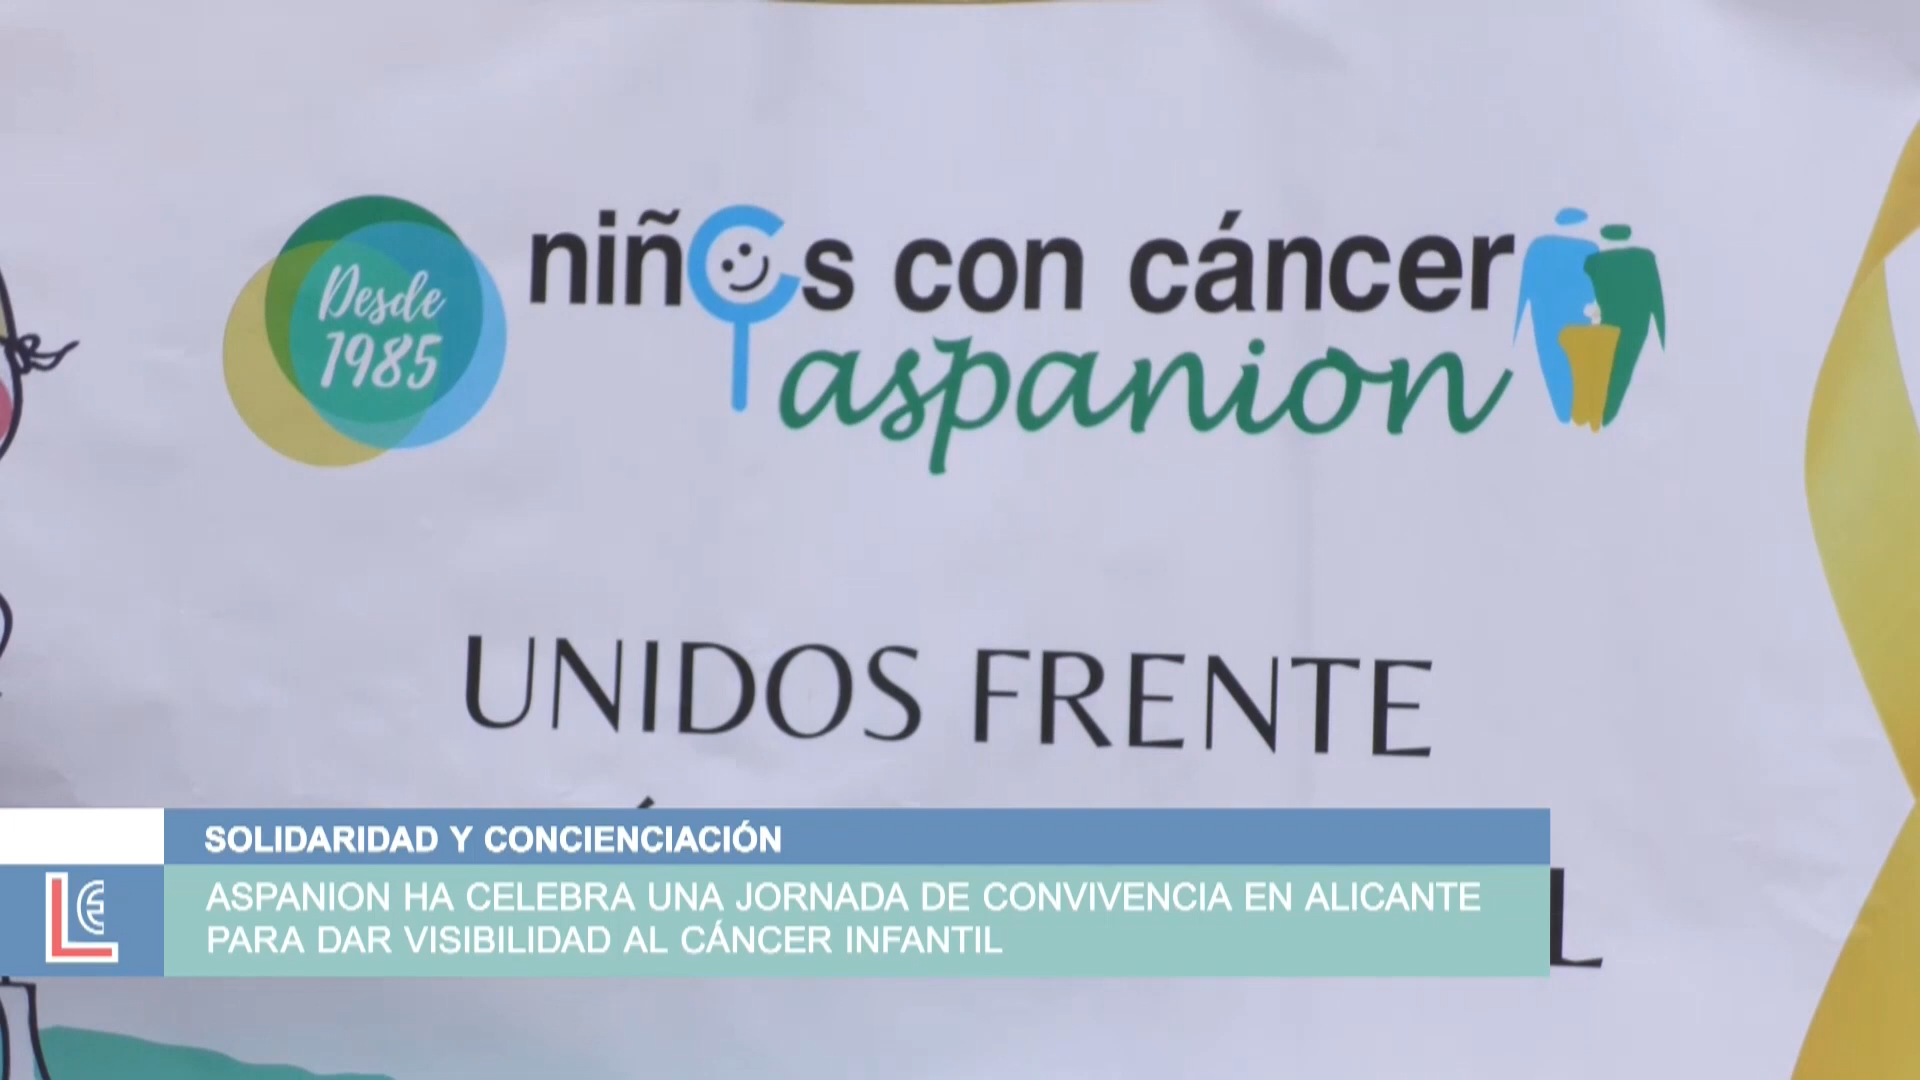 Desde
1985
niños con cáncer
aspanion
UNIDOS FRENTE
SOLIDARIDAD Y CONCIENCIACIÓN
ASPANION HA CELEBRA UNA JORNADA DE CONVIVENCIA EN ALICANTE
PARA DAR VISIBILIDAD AL CÁNCER INFANTIL